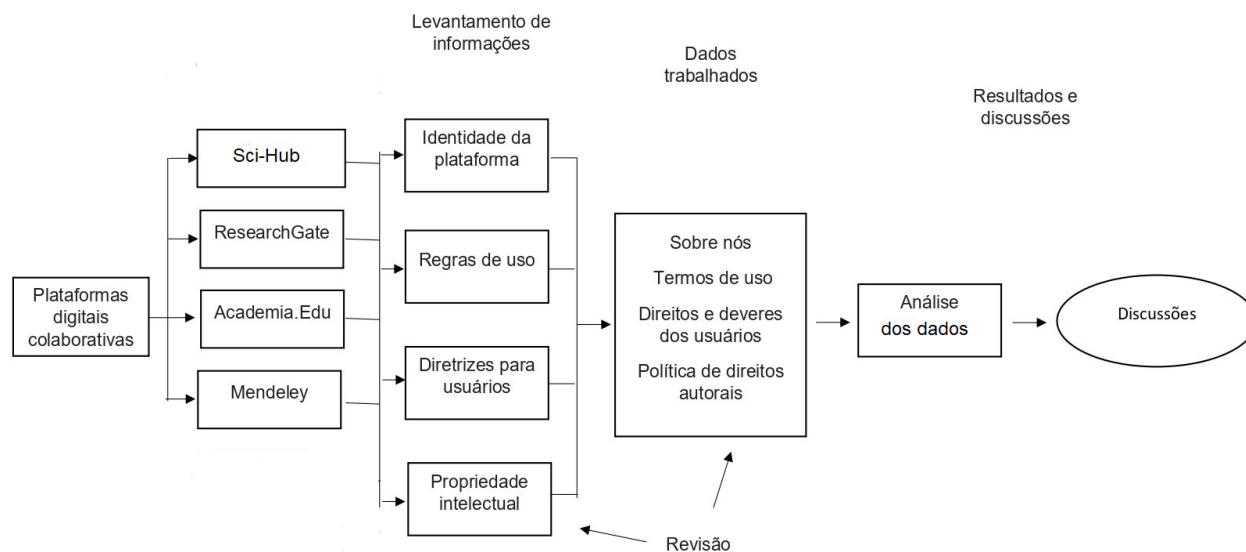 Levantamento de
informações
Dados
trabalhados
Resultados e
discussões
Plataformas
digitais
colaborativas
Sci-Hub
ResearchGate
Academia.Edu
Mendeley
Identidade da
plataforma
Regras de uso
Diretrizes para
usuários
Propriedade
intelectual
Sobre nós
Termos de uso
Direitos e deveres
dos usuários
Política de direitos
autorais
Análise
dos dados
Discussões
Revisão